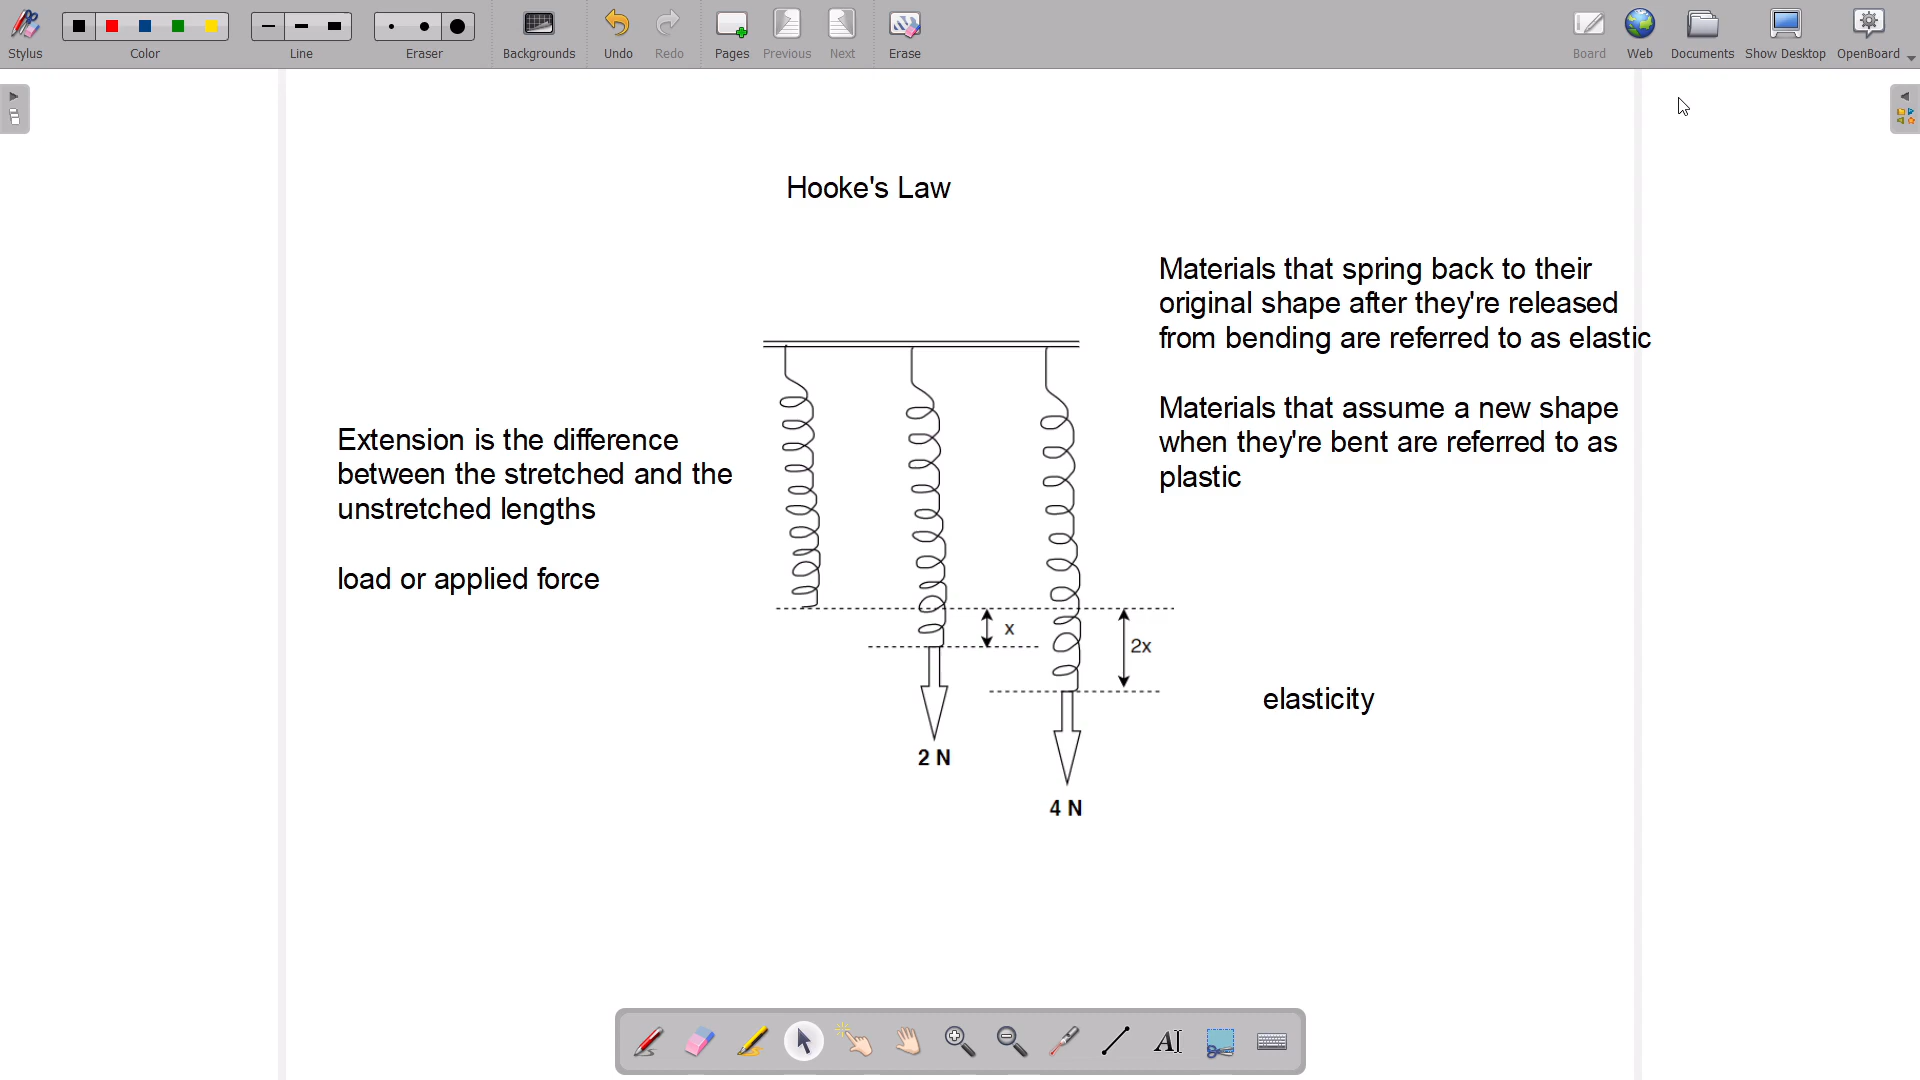 Stylus
Color
Line
Eraser
Backgrounds
Undo
Redo
Pages
Previous
Next
Erase
Board
Web
Documents
Show Desktop
OpenBoard
Hooke's Law
Materials that spring back to their
original shape after they're released
from bending are referred to as elastic
Materials that assume a new shape
when they're bent are referred to as
plastic
Extension is the difference
between the stretched and the
unstretched lengths
load or applied force
x
2x
elasticity
2 N
4 N
AI